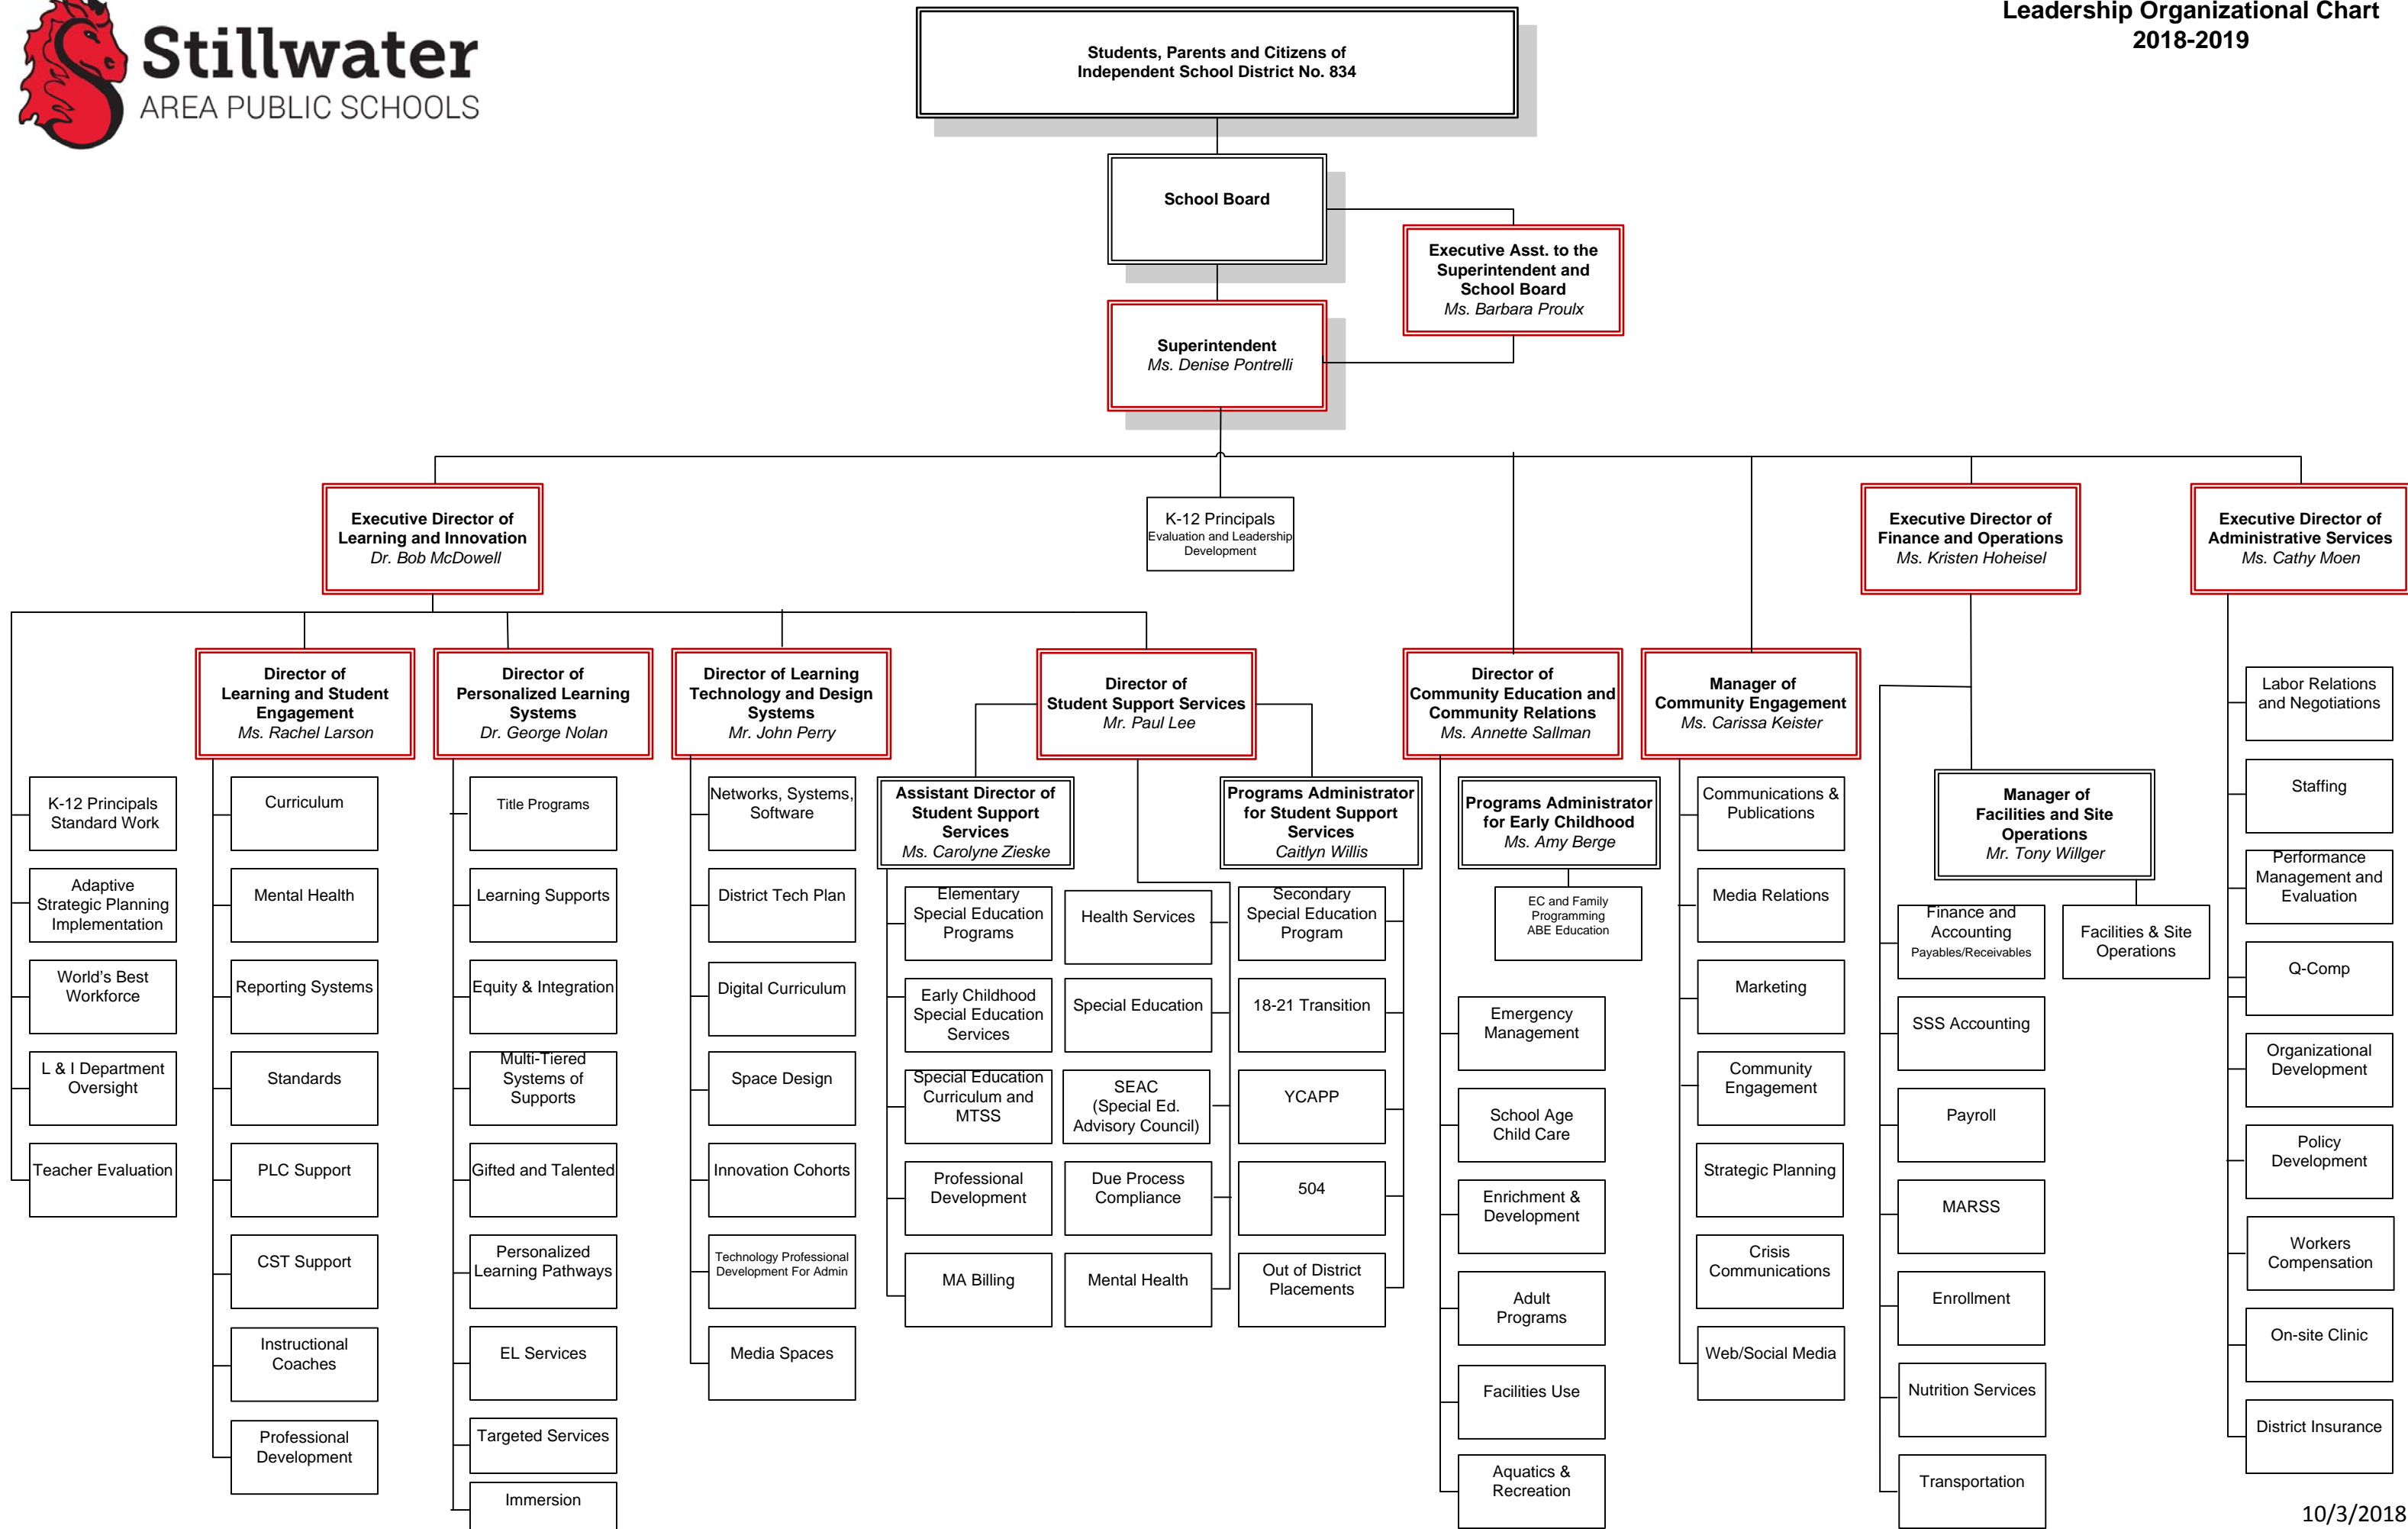 Stillwater
AREA PUBLIC SCHOOLS
Leadership Organizational Chart
2018-2019
Students, Parents and Citizens of
Independent School District No. 834
School Board
Executive Asst. to the
Superintendent and
School Board
Ms. Barbara Proulx
Superintendent
Ms. Denise Pontrelli
Executive Director of
Learning and Innovation
Dr. Bob McDowell
K-12 Principals
Evaluation and Leadership
Development
Executive Director of
Finance and Operations
Ms. Kristen Hoheisel
Executive Director of
Administrative Services
Ms. Cathy Moen
Director of
Learning and Student
Engagement
Ms. Rachel Larson
Director of
Personalized Learning
Systems
Dr. George Nolan
Director of Learning
Technology and Design
Systems
Mr. John Perry
Director of
Student Support Services
Mr. Paul Lee
Director of
Community Education and
Community Relations
Ms. Annette Sallman
Manager of
Community Engagement
Ms. Carissa Keister
K-12 Principals
Standard Work
Adaptive
Strategic Planning
Implementation
World's Best
Workforce
L & I Department
Oversight
Teacher Evaluation
Curriculum
Mental Health
Reporting Systems
Standards
PLC Support
CST Support
Instructional
Coaches
Professional
Development
Title Programs
Learning Supports
Equity & Integration
Multi-Tiered
Systems of
Supports
Gifted and Talented
Personalized
Learning Pathways
EL Services
Targeted Services
Immersion
Networks, Systems,
Software
District Tech Plan
Digital Curriculum
Space Design
Innovation Cohorts
Technology Professional
Development For Admin
Media Spaces
Assistant Director of
Student Support
Services
Ms. Carolyne Zieske
Elementary
Special Education
Programs
Early Childhood
Special Education
Services
Special Education
Curriculum and
MTSS
Professional
Development
MA Billing
Health Services
Special Education
SEAC
(Special Ed.
Advisory Council)
Due Process
Compliance
Mental Health
Programs Administrator
for Student Support
Services
Caitlyn Willis
Secondary
Special Education
Program
18-21 Transition
YCAPP
504
Out of District
Placements
Programs Administrator
for Early Childhood
Ms. Amy Berge
EC and Family
Programming
ABE Education
Emergency
Management
School Age
Child Care
Enrichment &
Development
Adult
Programs
Facilities Use
Aquatics &
Recreation
Communications &
Publications
Media Relations
Marketing
Community
Engagement
Strategic Planning
Crisis
Communications
Web/Social Media
Manager of
Facilities and Site
Operations
Mr. Tony Willger
Finance and
Accounting
Payables/Receivables
SSS Accounting
Payroll
MARSS
Enrollment
Nutrition Services
Transportation
Facilities & Site
Operations
Labor Relations
and Negotiations
Staffing
Performance
Management and
Evaluation
Q-Comp
Organizational
Development
Policy
Development
Workers
Compensation
On-site Clinic
District Insurance
10/3/2018